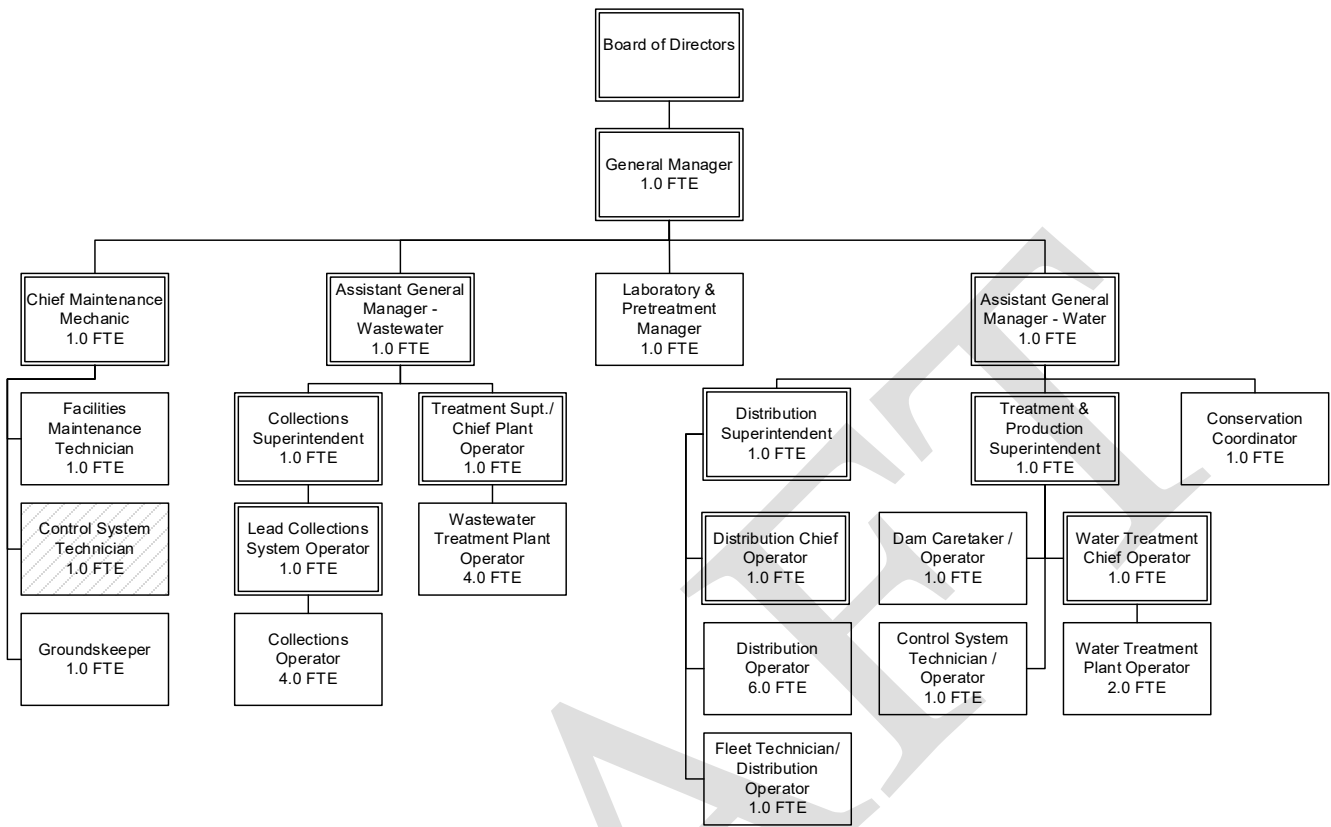 Board of Directors
General Manager
1.0 FTE
Chief Maintenance
Mechanic
1.0 FTE
Assistant General
Manager -
Wastewater
1.0 FTE
Laboratory &
Pretreatment
Manager
1.0 FTE
Assistant General
Manager - Water
1.0 FTE
Facilities
Maintenance
Technician
1.0 FTE
Control System
Technician
1.0 FTE
Groundskeeper
1.0 FTE
Collections
Superintendent
1.0 FTE
Lead Collections
System Operator
1.0 FTE
Collections
Operator
4.0 FTE
Treatment Supt./
Chief Plant
Operator
1.0 FTE
Wastewater
Treatment Plant
Operator
4.0 FTE
Distribution
Superintendent
1.0 FTE
Distribution Chief
Operator
1.0 FTE
Distribution
Operator
6.0 FTE
Fleet Technician/
Distribution
Operator
1.0 FTE
Treatment &
Production
Superintendent
1.0 FTE
Dam Caretaker /
Operator
1.0 FTE
Control System
Technician /
Operator
1.0 FTE
Water Treatment
Chief Operator
1.0 FTE
Water Treatment
Plant Operator
2.0 FTE
Conservation
Coordinator
1.0 FTE
AFT